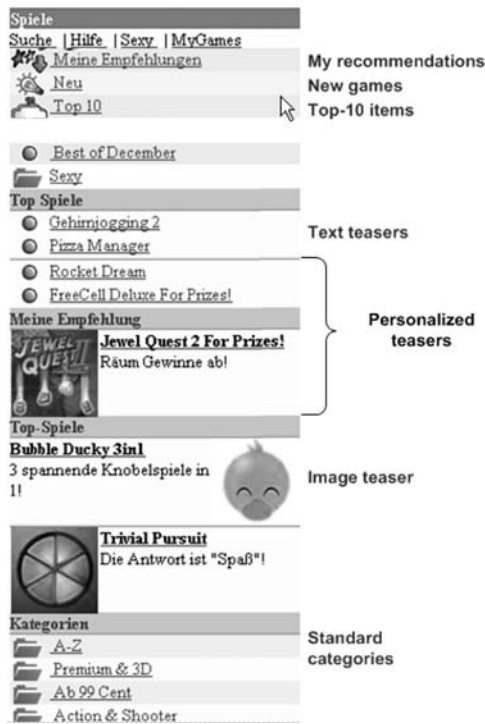 Spiele
Suche | Hilfe | Sexy | MyGames
Meine Empfehlungen
My recommendations
Neu
New games
Top 10
Top-10 items
Best of December
Sexy
Top Spiele
Gehirnjogging 2
Text teasers
Pizza Manager
Rocket Dream
FreeCell Deluxe For Prizes!
Personalized
teasers
Meine Empfehlung
JEWEL
QUEST II
Jewel Quest 2 For Prizes!
Räum Gewinne ab!
Top-Spiele
Bubble Ducky 3in1
3 spannende Knobelspiele in
1!
Image teaser
Trivial Pursuit
Die Antwort ist "Spaß"!
Kategorien
Standard
categories
A-Z
Premium & 3D
Ab 99 Cent
Action & Shooter